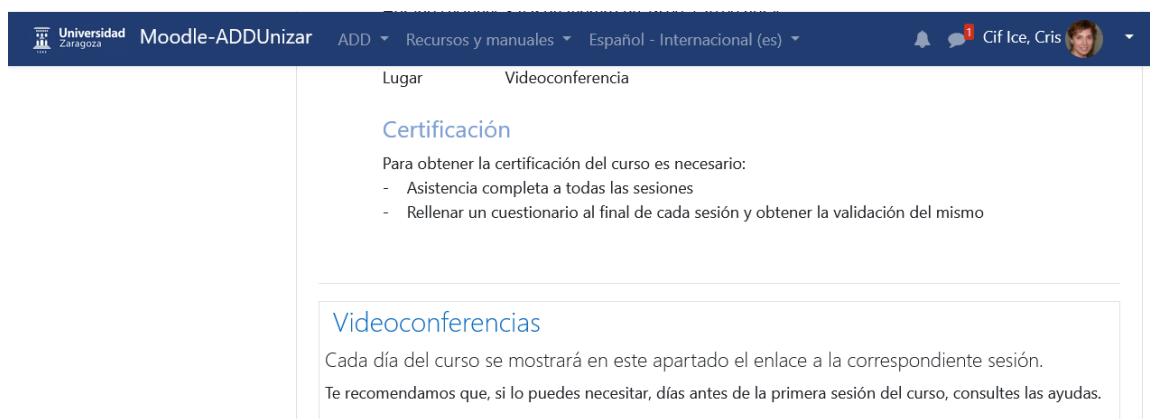 Universidad
Zaragoza
Moodle-ADDUnizar
ADD
Recursos y manuales
Español - Internacional (es)
1
Cif Ice, Cris
Lugar Videoconferencia
Certificación
Para obtener la certificación del curso es necesario:
- Asistencia completa a todas las sesiones
- Rellenar un cuestionario al final de cada sesión y obtener la validación del mismo
Videoconferencias
Cada día del curso se mostrará en este apartado el enlace a la correspondiente sesión.
Te recomendamos que, si lo puedes necesitar, días antes de la primera sesión del curso, consultes las ayudas.